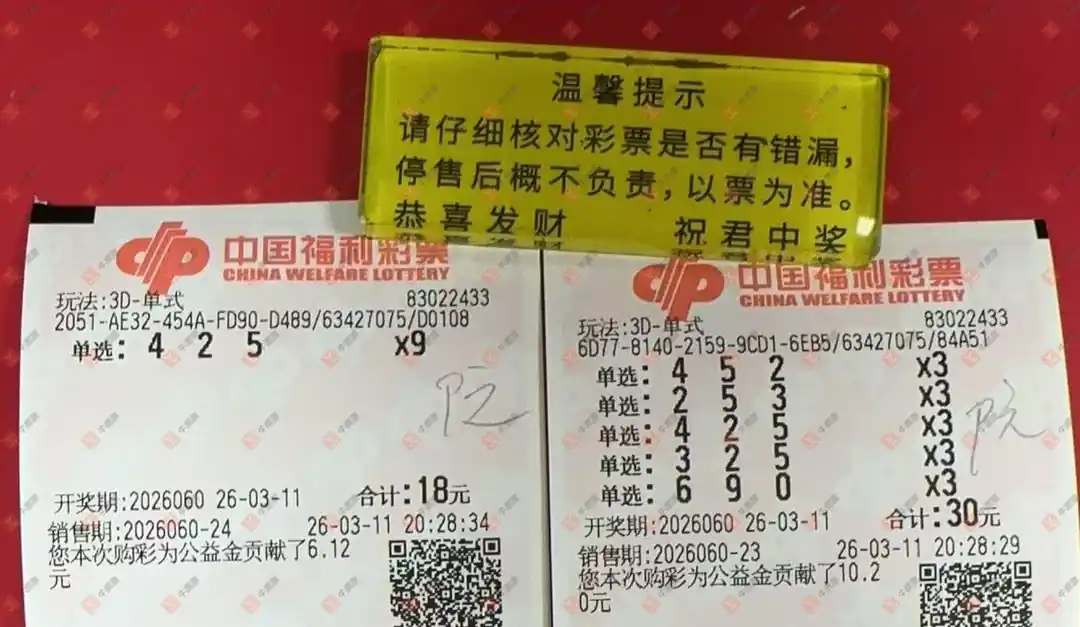 温馨提示
请仔细核对彩票是否有错漏，
停售后概不负责，以票为准。
恭喜发财 祝君中奖
中国福利彩票
CHINA WELFARE LOTTERY
玩法:3D-单式 83022433
2051-AE32-454A-FD90-D489/63427075/D0108
单选: 4 2 5 x9
开奖期:2026060 26-03-11 合计:18元
销售期:2026060-24 26-03-11 20:28:34
您本次购彩为公益金贡献了6.12
元
中国福利彩票
CHINA WELFARE LOTTERY
玩法:3D-单式 83022433
6D77-8140-2159-9CD1-6EB5/63427075/84A51
单选: 4 5 2 x3
单选: 2 5 3 x3
单选: 4 2 5 x3
单选: 3 2 5 x3
单选: 6 9 0 x3
开奖期:2026060 26-03-11 合计:30元
销售期:2026060-23 26-03-11 20:28:29
您本次购彩为公益金贡献了10.2
0元